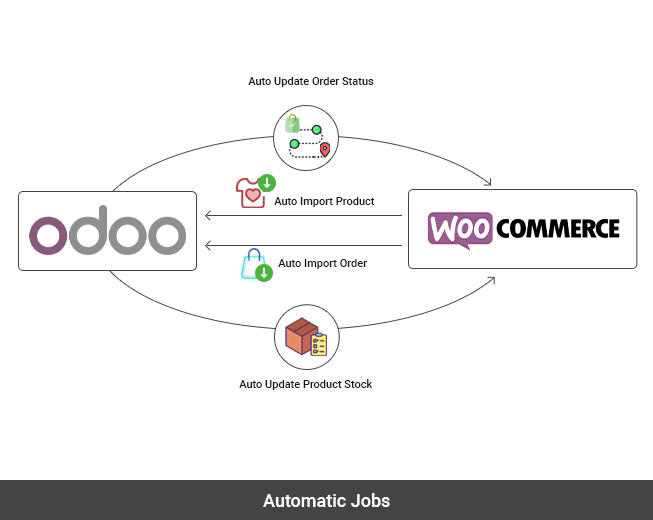 Auto Update Order Status
Auto Import Product
odoo
WOO COMMERCE
Auto Import Order
Auto Update Product Stock
Automatic Jobs